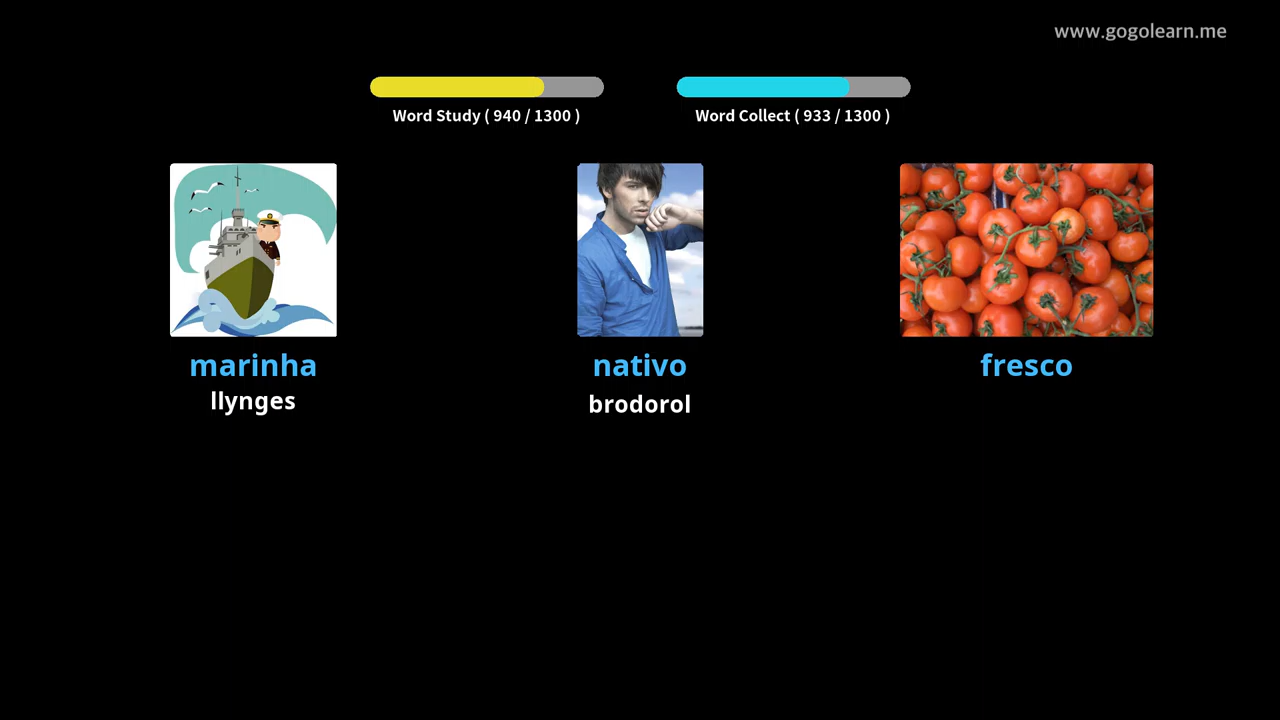 www.gogolearn.me
Word Study ( 940 / 1300 )
Word Collect ( 933 / 1300 )
marinha
nativo
fresco
llynges
brodorol